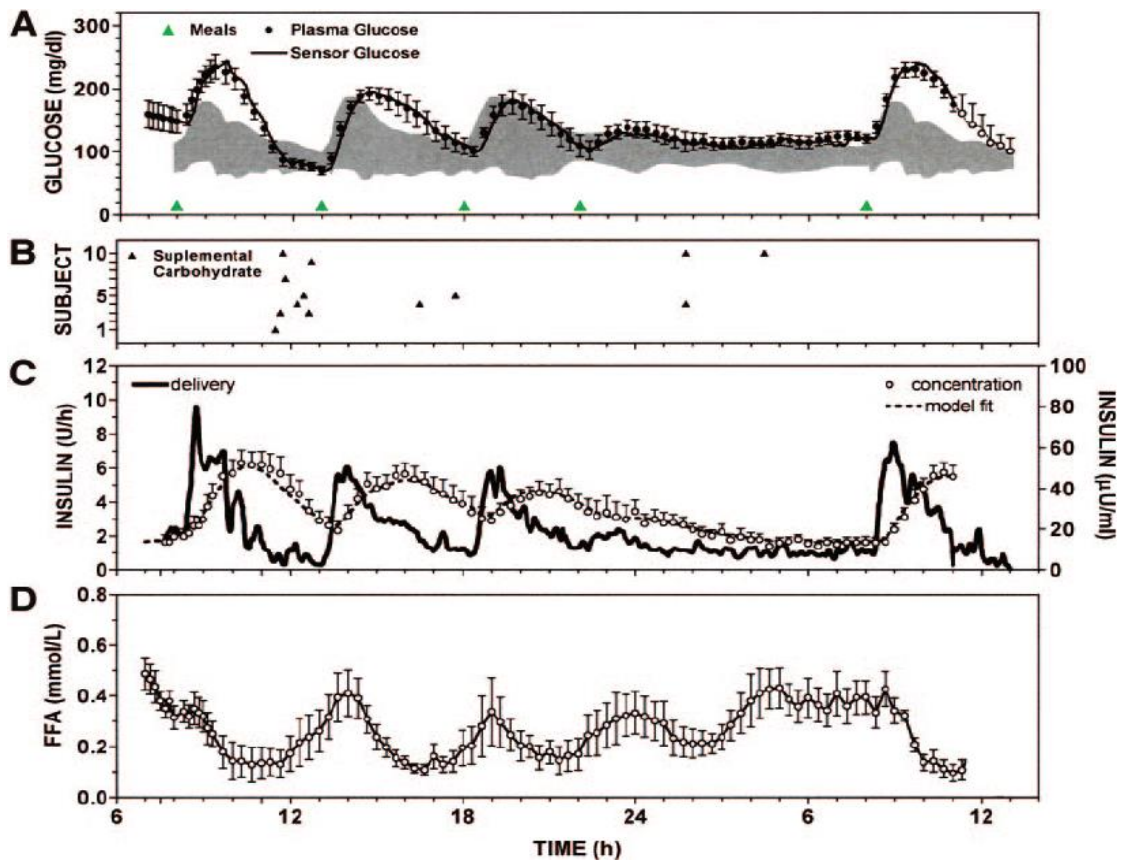 A
GLUCOSE (mg/dl)
300
200
100
0
Meals
Plasma Glucose
Sensor Glucose
B
SUBJECT
10
5
1
Suplemental
Carbohydrate
C
INSULIN (U/h)
12
10
8
6
4
2
0
delivery
concentration
model fit
100
80
60
40
20
0
INSULIN (μU/ml)
D
FFA (mmol/L)
0.8
0.6
0.4
0.2
0.0
6 12 18 24 6 12
TIME (h)